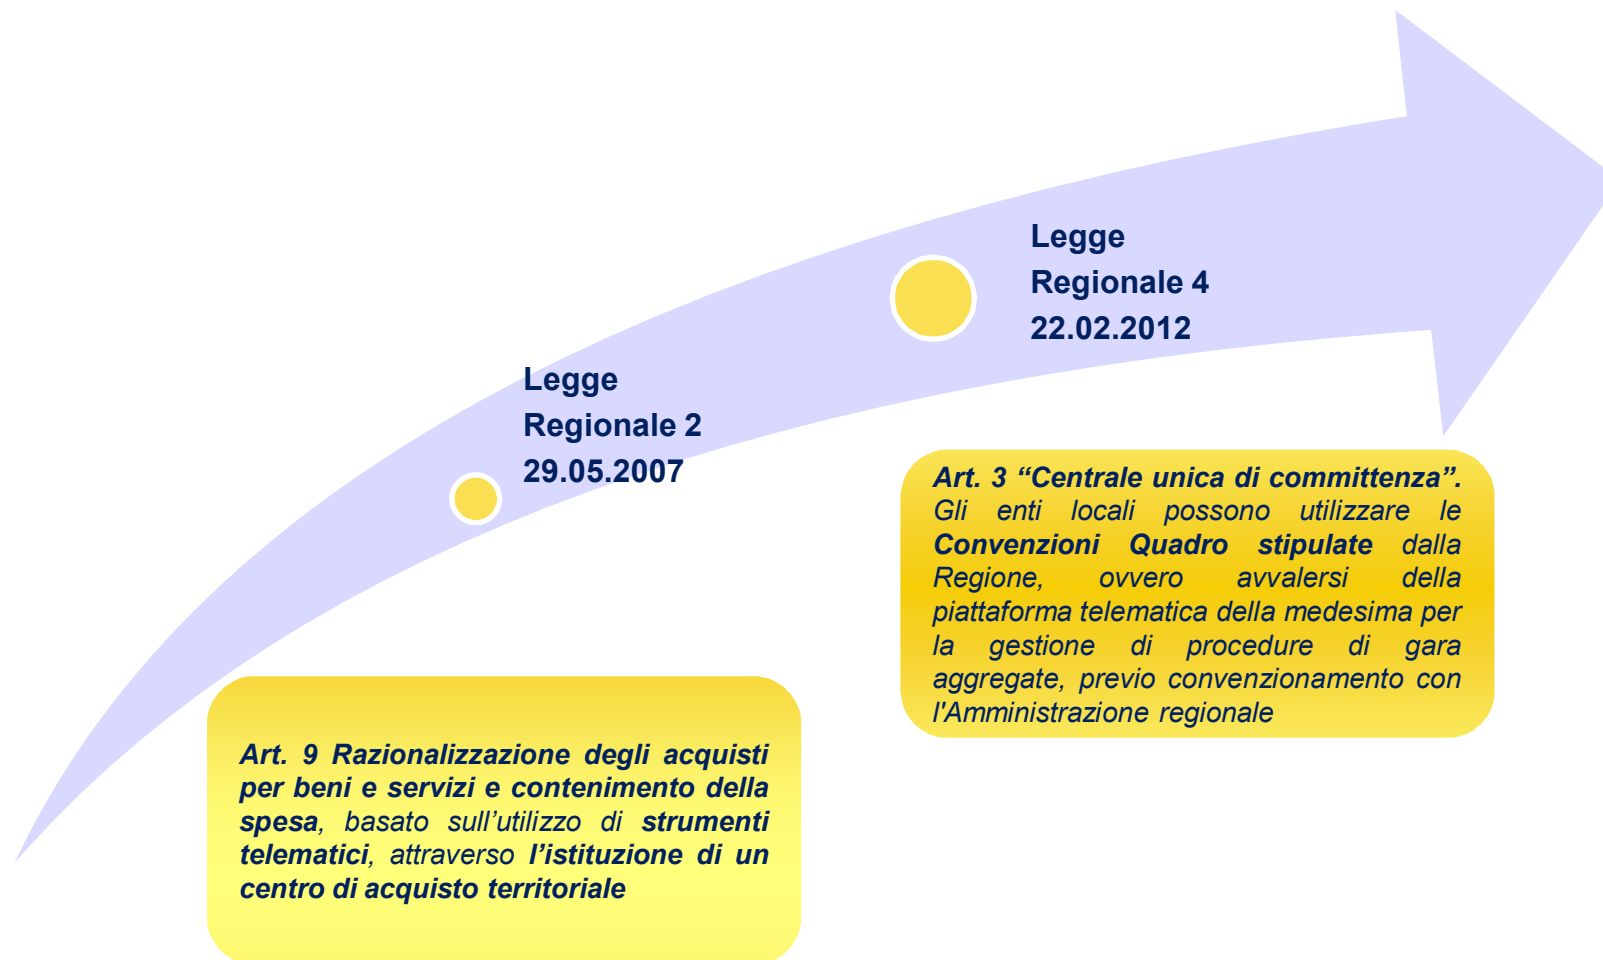 Legge
Regionale 2
29.05.2007
Art. 9 Razionalizzazione degli acquisti
per beni e servizi e contenimento della
spesa, basato sull’utilizzo di strumenti
telematici, attraverso l’istituzione di un
centro di acquisto territoriale
Legge
Regionale 4
22.02.2012
Art. 3 “Centrale unica di committenza”.
Gli enti locali possono utilizzare le
Convenzioni Quadro stipulate dalla
Regione, ovvero avvalersi della
piattaforma telematica della medesima per
la gestione di procedure di gara
aggregate, previo convenzionamento con
l'Amministrazione regionale